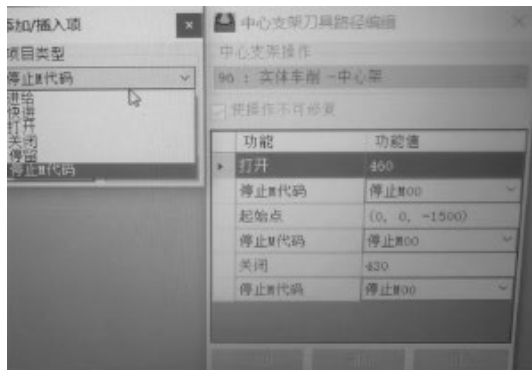 添加/插入项
项目类型
停止M代码
进给
快进
打开
关闭
停留
停止M代码
中心支架刀具路径编辑
中心支架操作
96 : 实体车削 -中心架
使操作不可修复
功能 功能值
打开 460
停止M代码 停止M00
起始点 (0, 0, -1500)
停止M代码 停止M00
关闭 430
停止M代码 停止M00